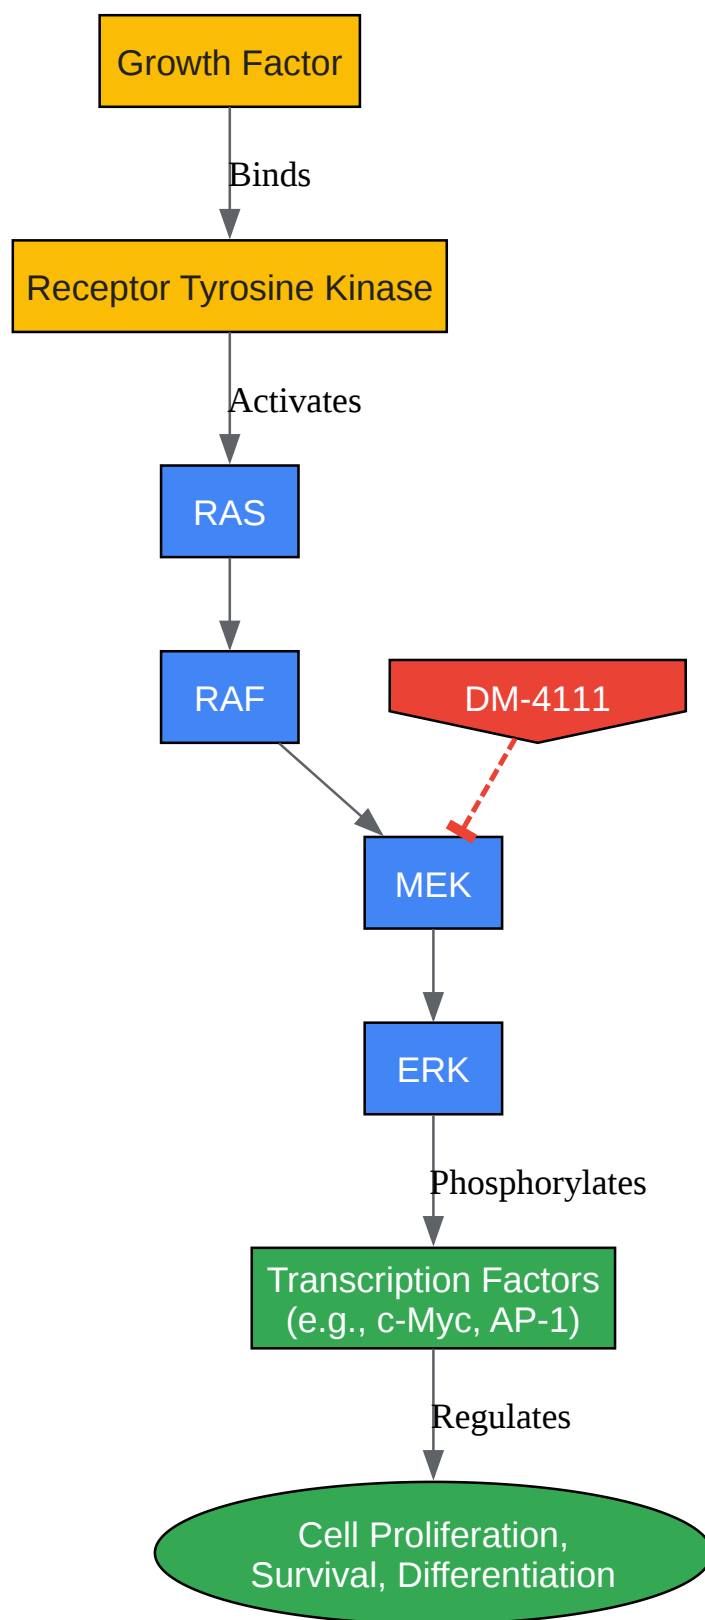 Growth Factor
Binds
Receptor Tyrosine Kinase
Activates
RAS
RAF
DM-4111
MEK
ERK
Phosphorylates
Transcription Factors
(e.g., c-Myc, AP-1)
Regulates
Cell Proliferation,
Survival, Differentiation